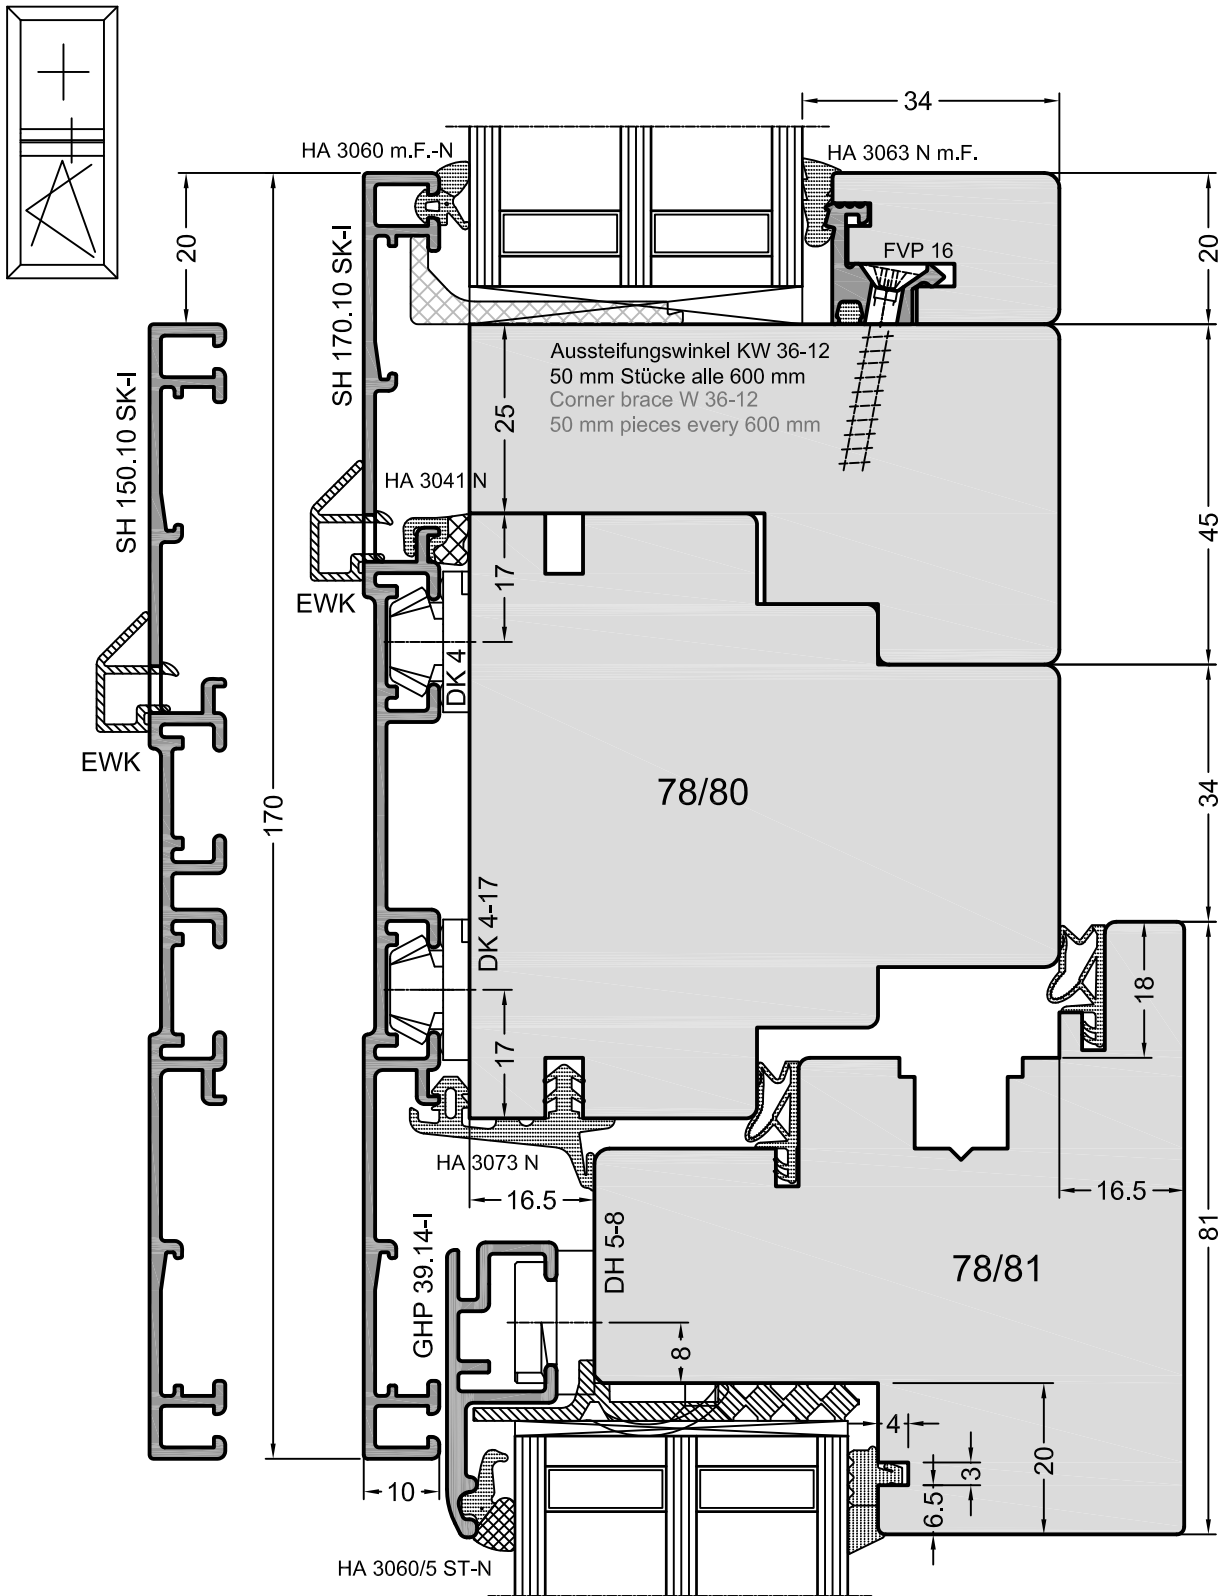 34
HA 3060 m.F.-N
HA 3063 N m.F.
20
SH 170.10 SK-I
FVP 16
20
Aussteifungswinkel KW 36-12
50 mm Stücke alle 600 mm
Corner brace W 36-12
50 mm pieces every 600 mm
25
SH 150.10 SK-I
HA 3041 N
45
17
EWK
DK 4
EWK
170
78/80
34
DK 4-17
18
17
HA 3073 N
16.5
16.5
81
GHP 39.14-I
DH 5-8
78/81
8
4
20
3
6.5
10
HA 3060/5 ST-N